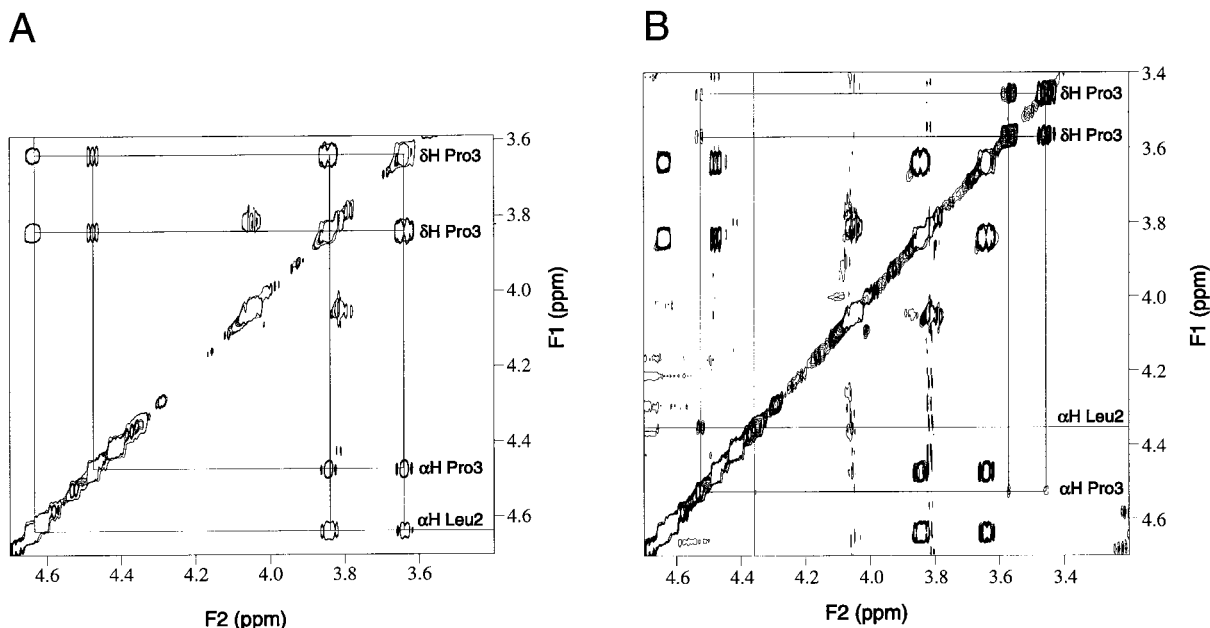 A
δH Pro3
δH Pro3
αH Pro3
αH Leu2
3.6
3.8
4.0
4.2
4.4
4.6
F1 (ppm)
4.6 4.4 4.2 4.0 3.8 3.6
F2 (ppm)
B
δH Pro3
δH Pro3
αH Leu2
αH Pro3
3.4
3.6
3.8
4.0
4.2
4.4
4.6
F1 (ppm)
4.6 4.4 4.2 4.0 3.8 3.6 3.4
F2 (ppm)